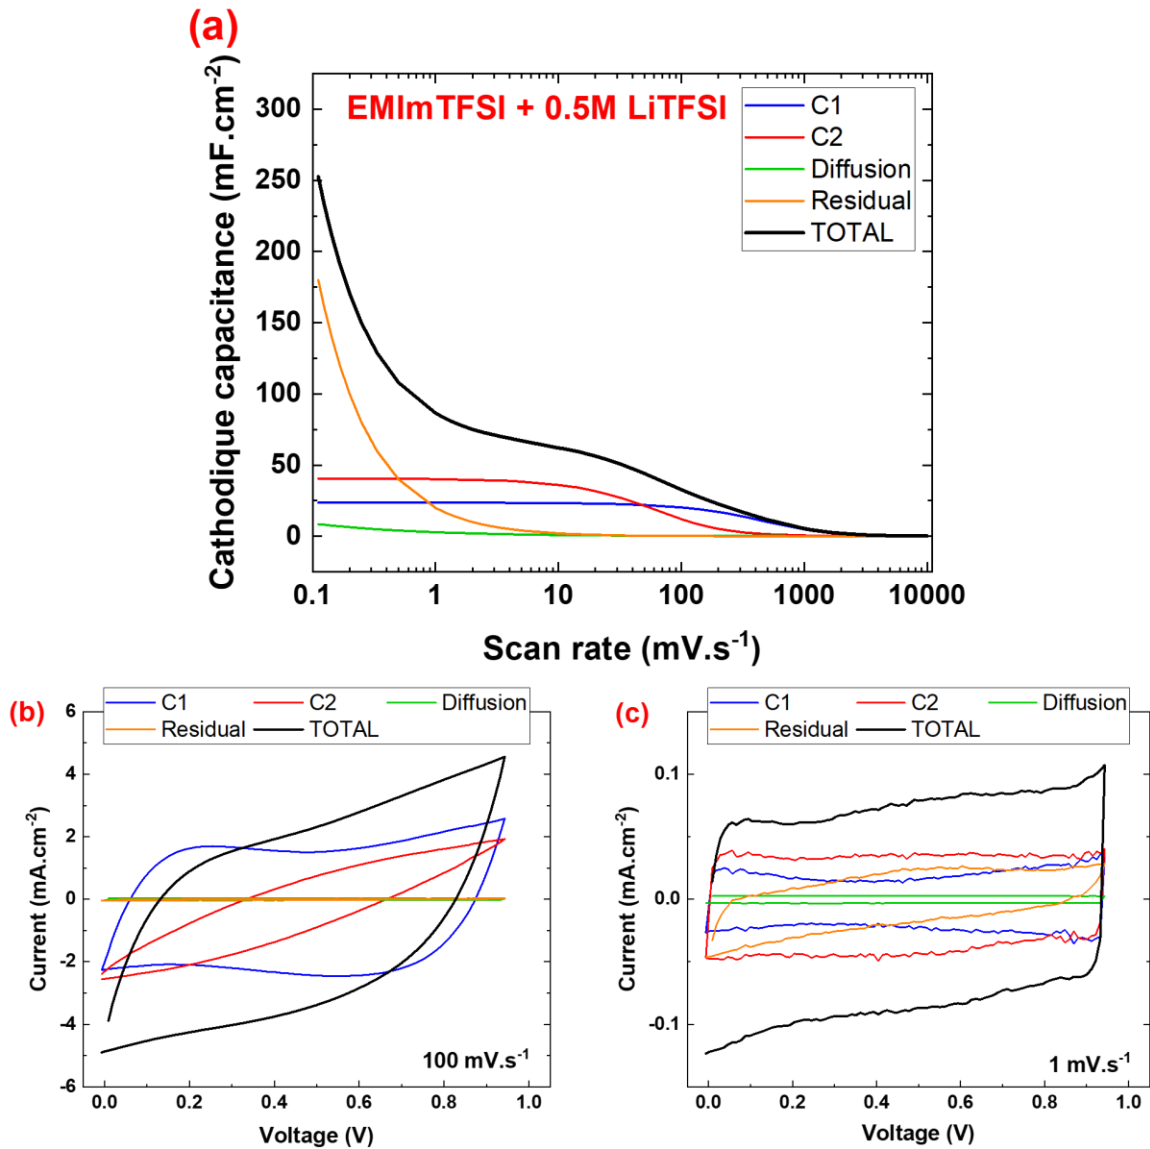 (a)
EMImTFSI + 0.5M LiTFSI
C1
C2
Diffusion
Residual
TOTAL
Cathodique capacitance (mF.cm⁻²)
300
250
200
150
100
50
0
0.1 1 10 100 1000 10000
Scan rate (mV.s⁻¹)
(b)
C1 C2 Diffusion
Residual TOTAL
Current (mA.cm⁻²)
6
4
2
0
-2
-4
-6
100 mV.s⁻¹
0.0 0.2 0.4 0.6 0.8 1.0
Voltage (V)
(c)
C1 C2 Diffusion
Residual TOTAL
Current (mA.cm⁻²)
0.1
0.0
-0.1
1 mV.s⁻¹
0.0 0.2 0.4 0.6 0.8 1.0
Voltage (V)